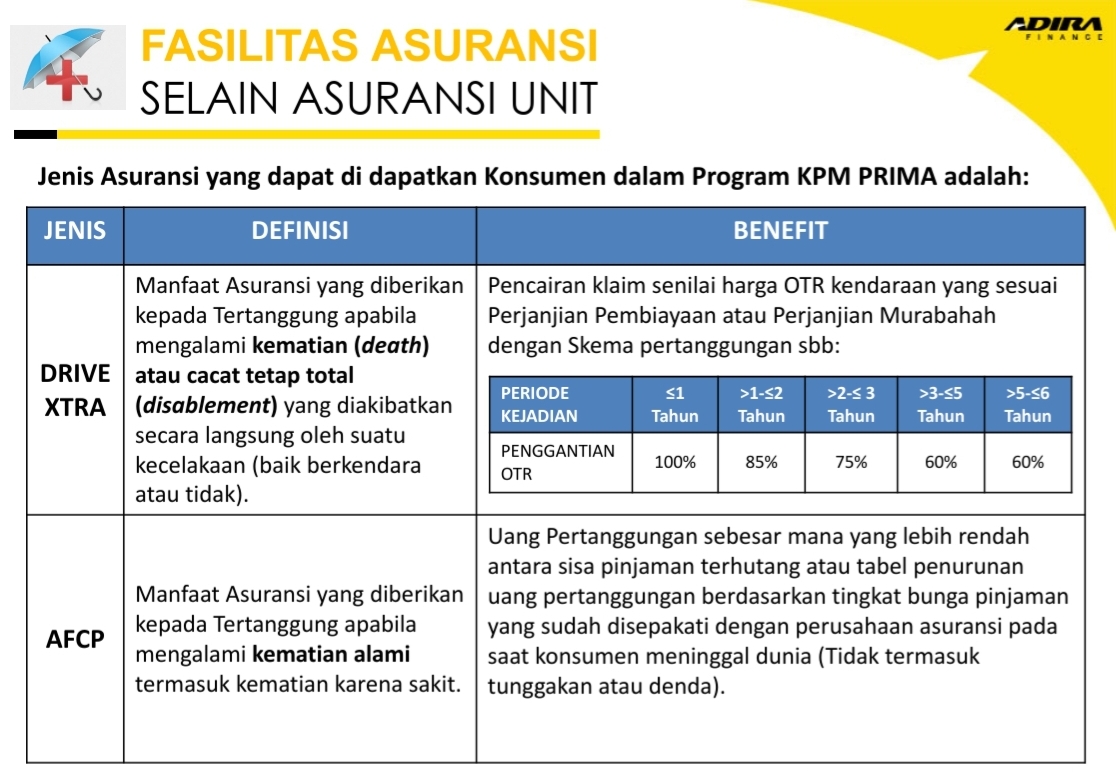 FASILITAS ASURANSI
SELAIN ASURANSI UNIT
ADIRA
FINANCE
Jenis Asuransi yang dapat di dapatkan Konsumen dalam Program KPM PRIMA adalah:
JENIS
DEFINISI
BENEFIT
DRIVE
XTRA
Manfaat Asuransi yang diberikan
kepada Tertanggung apabila
mengalami kematian (death)
atau cacat tetap total
(disablement) yang diakibatkan
secara langsung oleh suatu
kecelakaan (baik berkendara
atau tidak).
Pencairan klaim senilai harga OTR kendaraan yang sesuai
Perjanjian Pembiayaan atau Perjanjian Murabahah
dengan Skema pertanggungan sbb:
PERIODE
KEJADIAN
≤1
Tahun
>1-≤2
Tahun
>2-≤ 3
Tahun
>3-≤5
Tahun
>5-≤6
Tahun
PENGGANTIAN
OTR
100%
85%
75%
60%
60%
AFCP
Manfaat Asuransi yang diberikan
kepada Tertanggung apabila
mengalami kematian alami
termasuk kematian karena sakit.
Uang Pertanggungan sebesar mana yang lebih rendah
antara sisa pinjaman terhutang atau tabel penurunan
uang pertanggungan berdasarkan tingkat bunga pinjaman
yang sudah disepakati dengan perusahaan asuransi pada
saat konsumen meninggal dunia (Tidak termasuk
tunggakan atau denda).